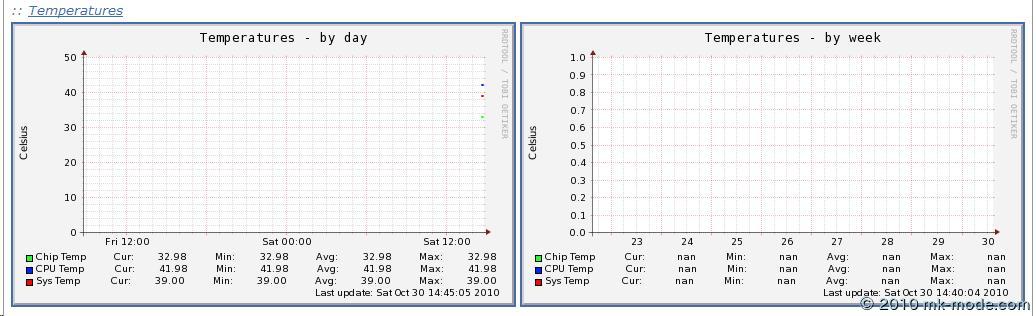 :: Temperatures
Temperatures - by day
RRDTOOL / TOBI OETIKER
Celsius
50
40
30
20
10
0
Fri 12:00 Sat 00:00 Sat 12:00
Chip Temp Cur: 32.98 Min: 32.98 Avg: 32.98 Max: 32.98
CPU Temp Cur: 41.98 Min: 41.98 Avg: 41.98 Max: 41.98
Sys Temp Cur: 39.00 Min: 39.00 Avg: 39.00 Max: 39.00
Last update: Sat Oct 30 14:45:05 2010
Temperatures - by week
RRDTOOL / TOBI OETIKER
Celsius
1.0
0.9
0.8
0.7
0.6
0.5
0.4
0.3
0.2
0.1
0.0
23 24 25 26 27 28 29 30
Chip Temp Cur: nan Min: nan Avg: nan Max: nan
CPU Temp Cur: nan Min: nan Avg: nan Max: nan
Sys Temp Cur: nan Min: nan Avg: nan Max: nan
Last update: Sat Oct 30 14:40:04 2010
© 2010 mk-mode.com